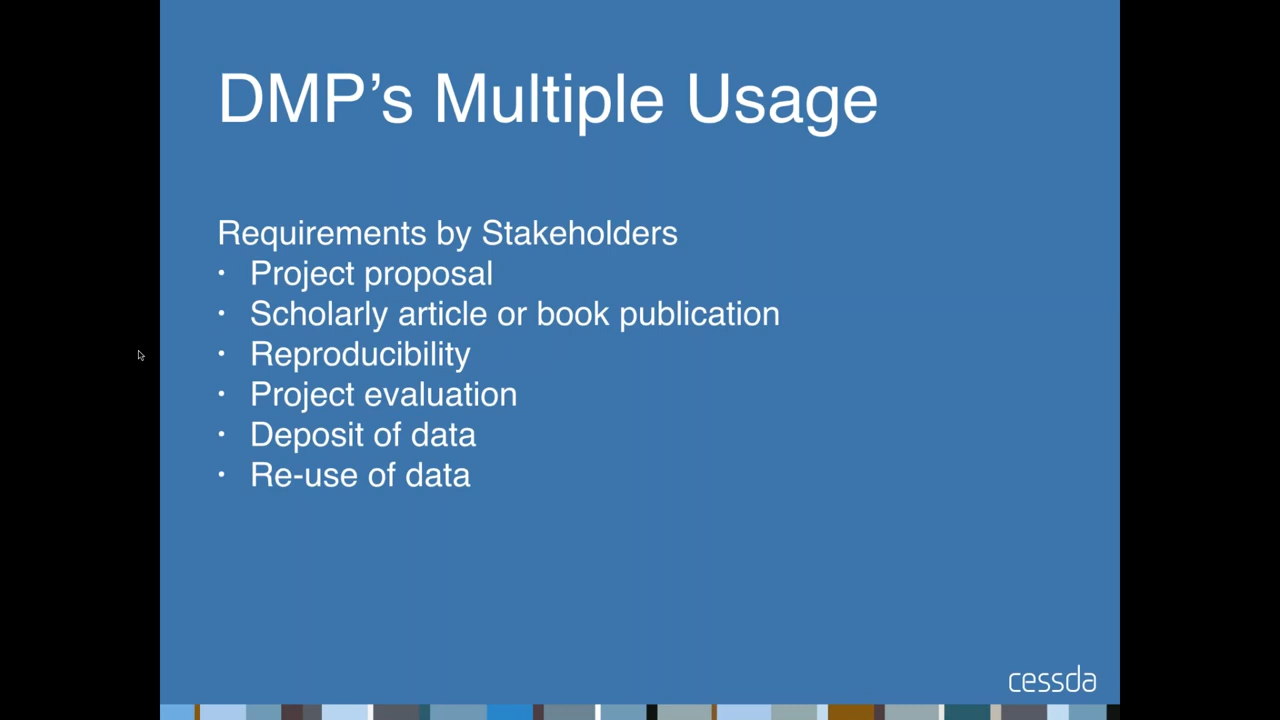 DMP’s Multiple Usage
Requirements by Stakeholders
• Project proposal
• Scholarly article or book publication
• Reproducibility
• Project evaluation
• Deposit of data
• Re-use of data
cessda